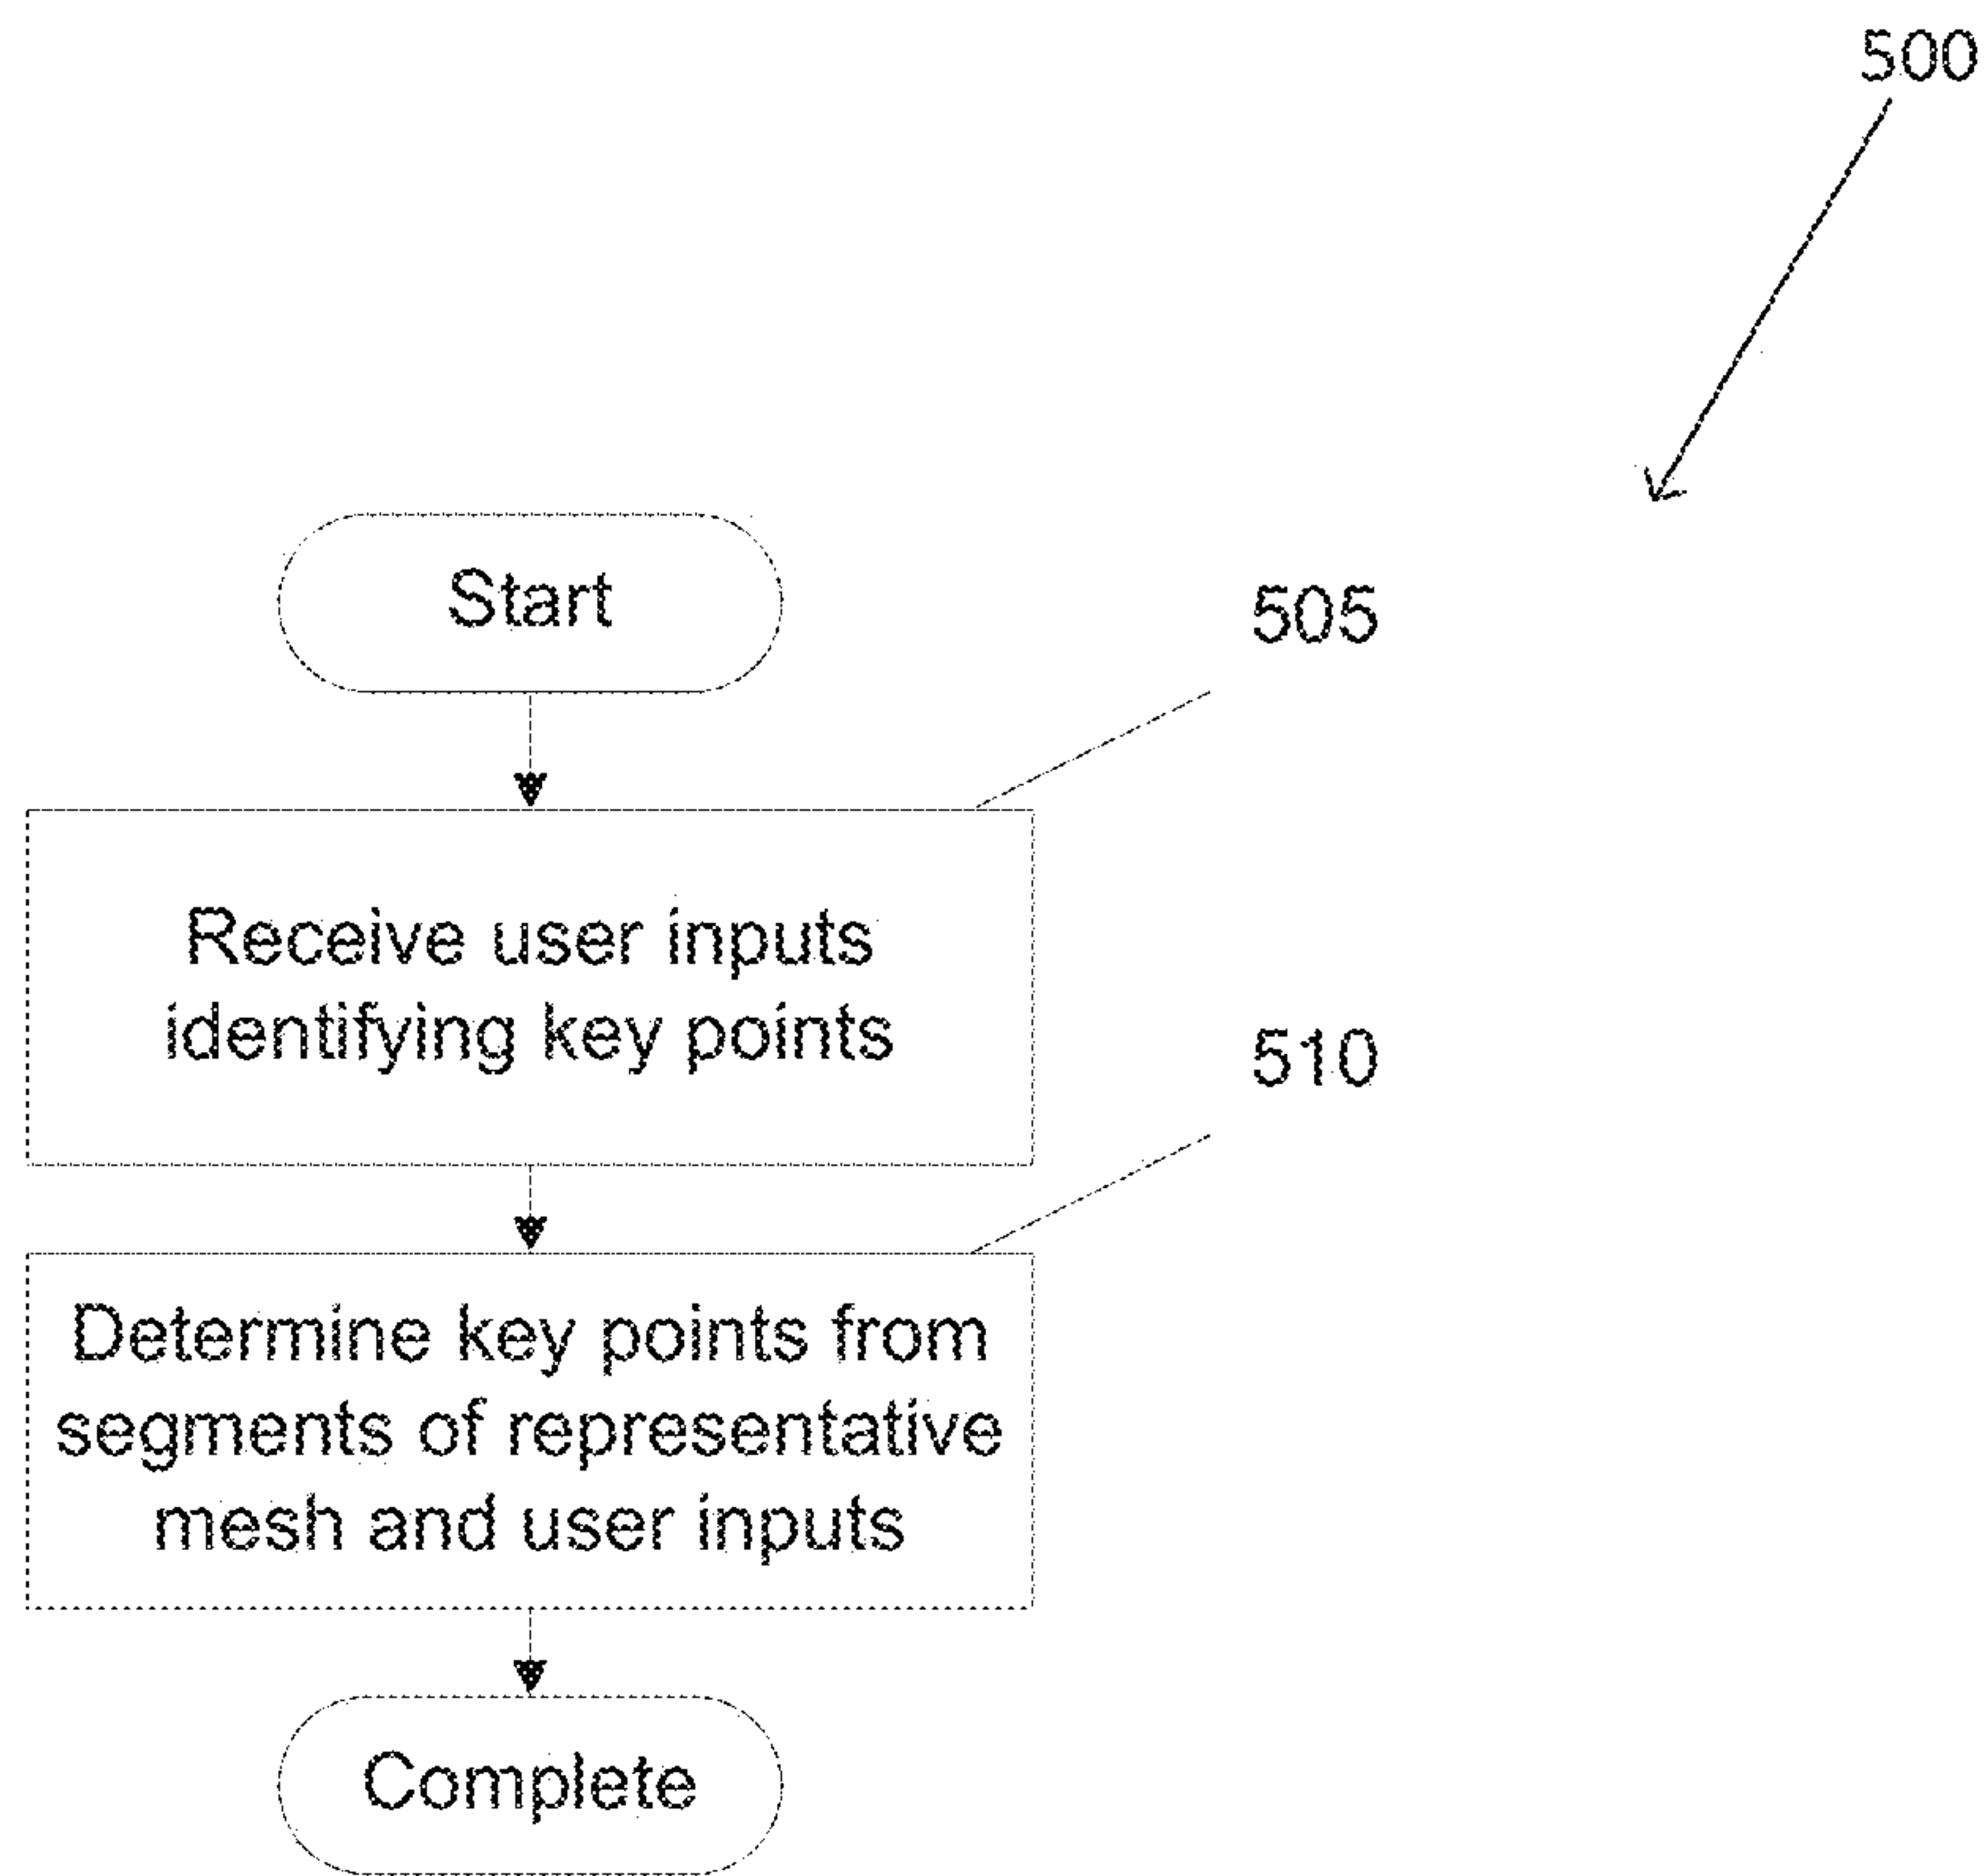 500
Start
505
Receive user inputs
identifying key points
510
Determine key points from
segments of representative
mesh and user inputs
Complete